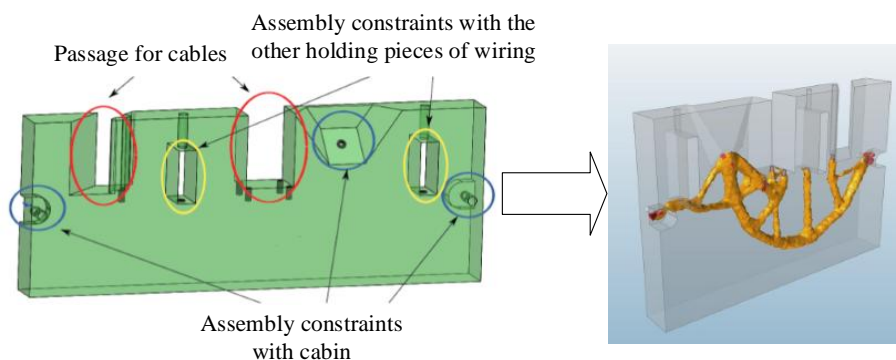 Assembly constraints with the
other holding pieces of wiring
Passage for cables
Assembly constraints
with cabin